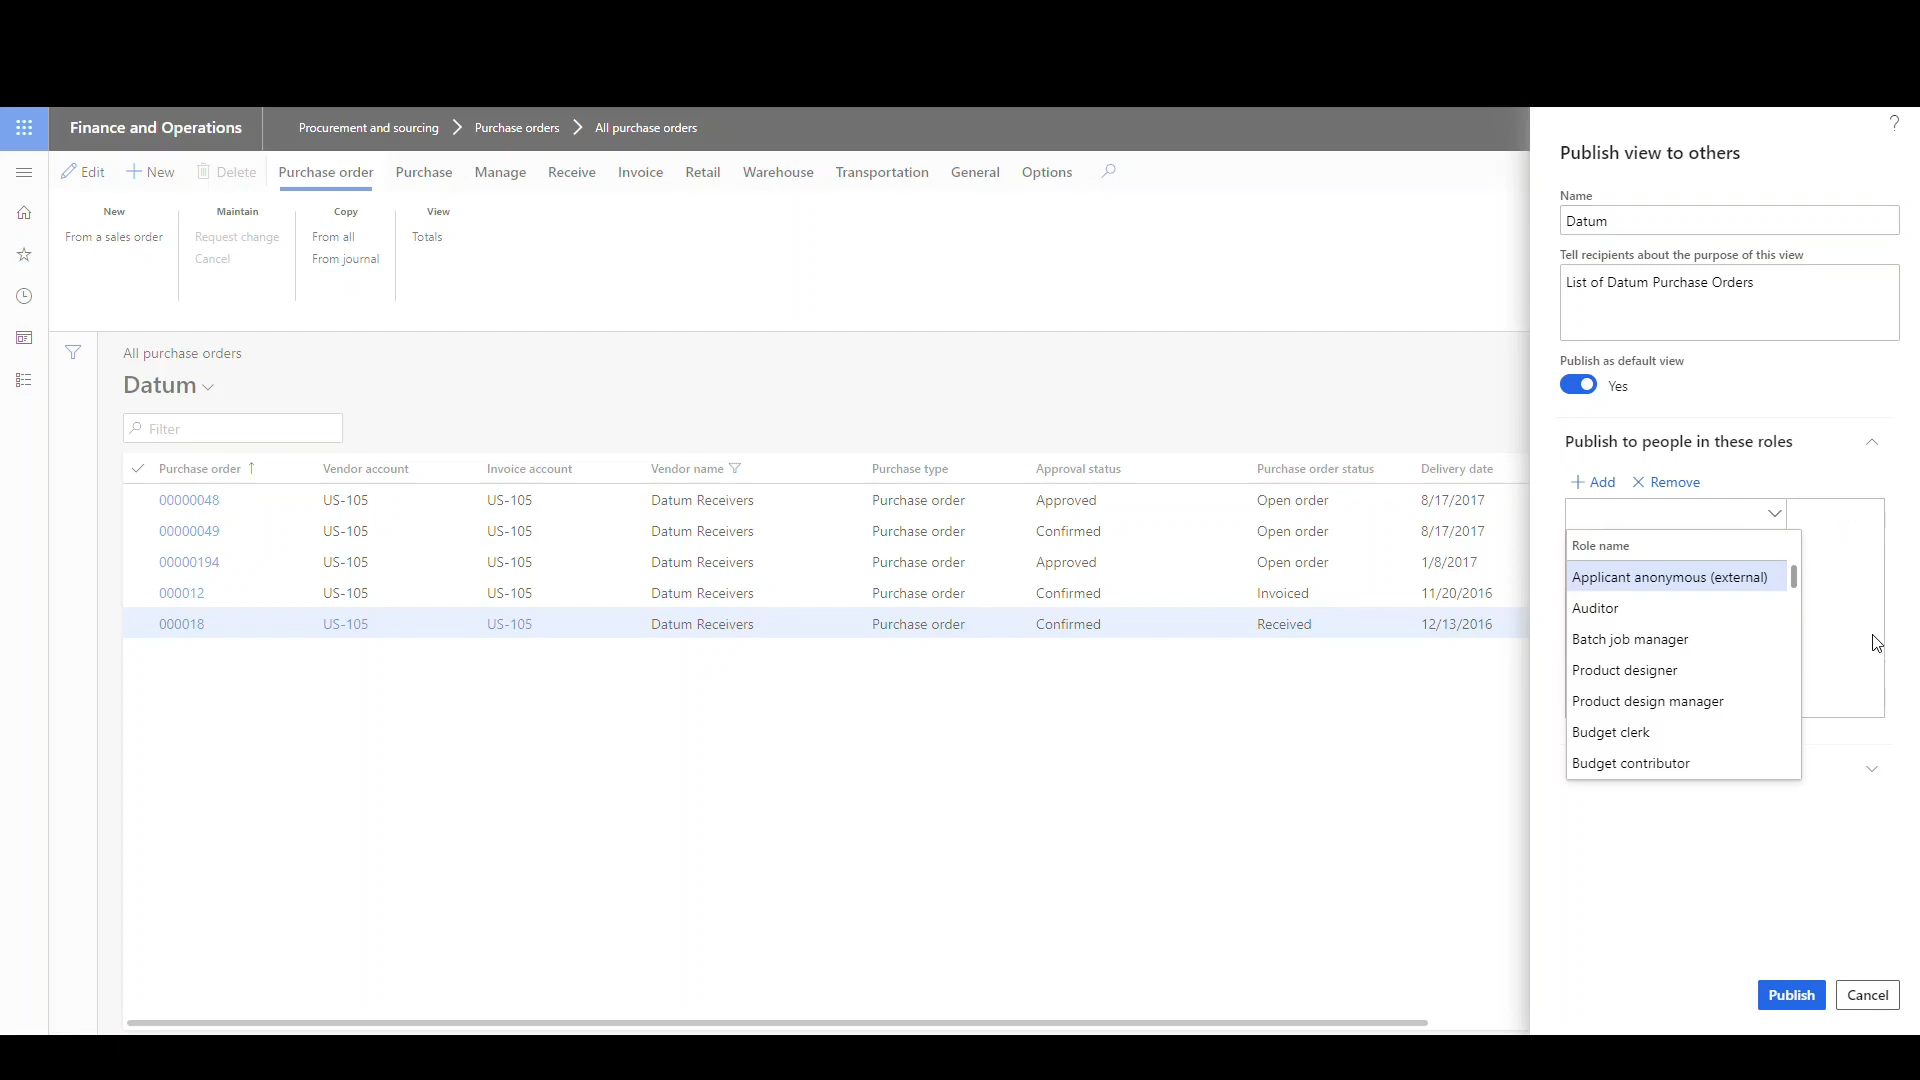 Finance and Operations
Procurement and sourcing Purchase orders All purchase orders
Edit New Delete Purchase order Purchase Manage Receive Invoice Retail Warehouse Transportation General Options
New Maintain Copy View
From a sales order Request change From all Totals
Cancel From journal
All purchase orders
Datum
Filter
Purchase order Vendor account Invoice account Vendor name Purchase type Approval status Purchase order status Delivery date
00000048 US-105 US-105 Datum Receivers Purchase order Approved Open order 8/17/2017
00000049 US-105 US-105 Datum Receivers Purchase order Confirmed Open order 8/17/2017
00000194 US-105 US-105 Datum Receivers Purchase order Approved Open order 1/8/2017
000012 US-105 US-105 Datum Receivers Purchase order Confirmed Invoiced 11/20/2016
000018 US-105 US-105 Datum Receivers Purchase order Confirmed Received 12/13/2016
?
Publish view to others
Name
Datum
Tell recipients about the purpose of this view
List of Datum Purchase Orders
Publish as default view
Yes
Publish to people in these roles
Add Remove
Role name
Applicant anonymous (external)
Auditor
Batch job manager
Product designer
Product design manager
Budget clerk
Budget contributor
Publish Cancel